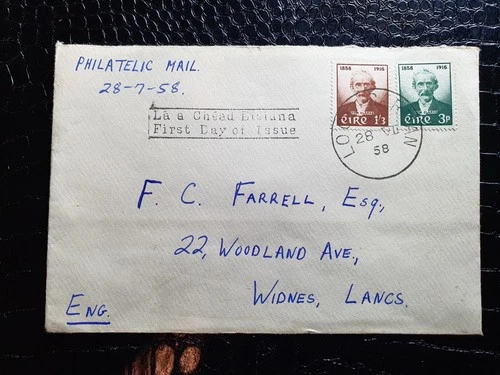 PHILATELIC MAIL.
28-7-58.
1858 1916
ÉIRE 1/3
1858 1916
ÉIRE 3P
28 VII
58
Lá a Chéad Eisiúna
First Day of Issue
F. C. FARRELL, ESQ.,
22, WOODLAND AVE.,
WIDNES, LANCS.
ENG.